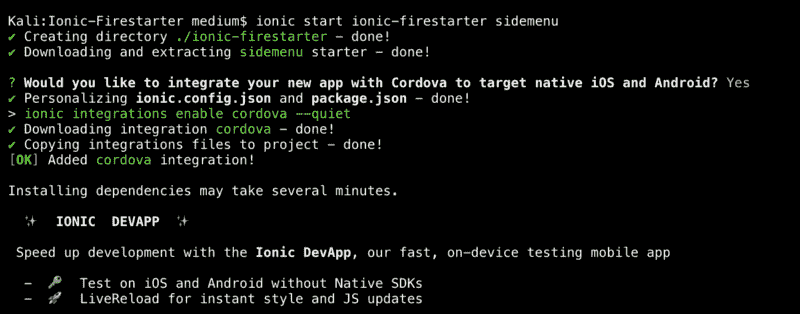 Kali:Ionic-Firestarter medium$ ionic start ionic-firestarter sidemenu
✔ Creating directory ./ionic-firestarter - done!
✔ Downloading and extracting sidemenu starter - done!
? Would you like to integrate your new app with Cordova to target native iOS and Android? Yes
✔ Personalizing ionic.config.json and package.json - done!
> ionic integrations enable cordova --quiet
✔ Downloading integration cordova - done!
✔ Copying integrations files to project - done!
[OK] Added cordova integration!
Installing dependencies may take several minutes.
✨ IONIC DEVAPP ✨
Speed up development with the Ionic DevApp, our fast, on-device testing mobile app
- 🔑 Test on iOS and Android without Native SDKs
- 🚀 LiveReload for instant style and JS updates